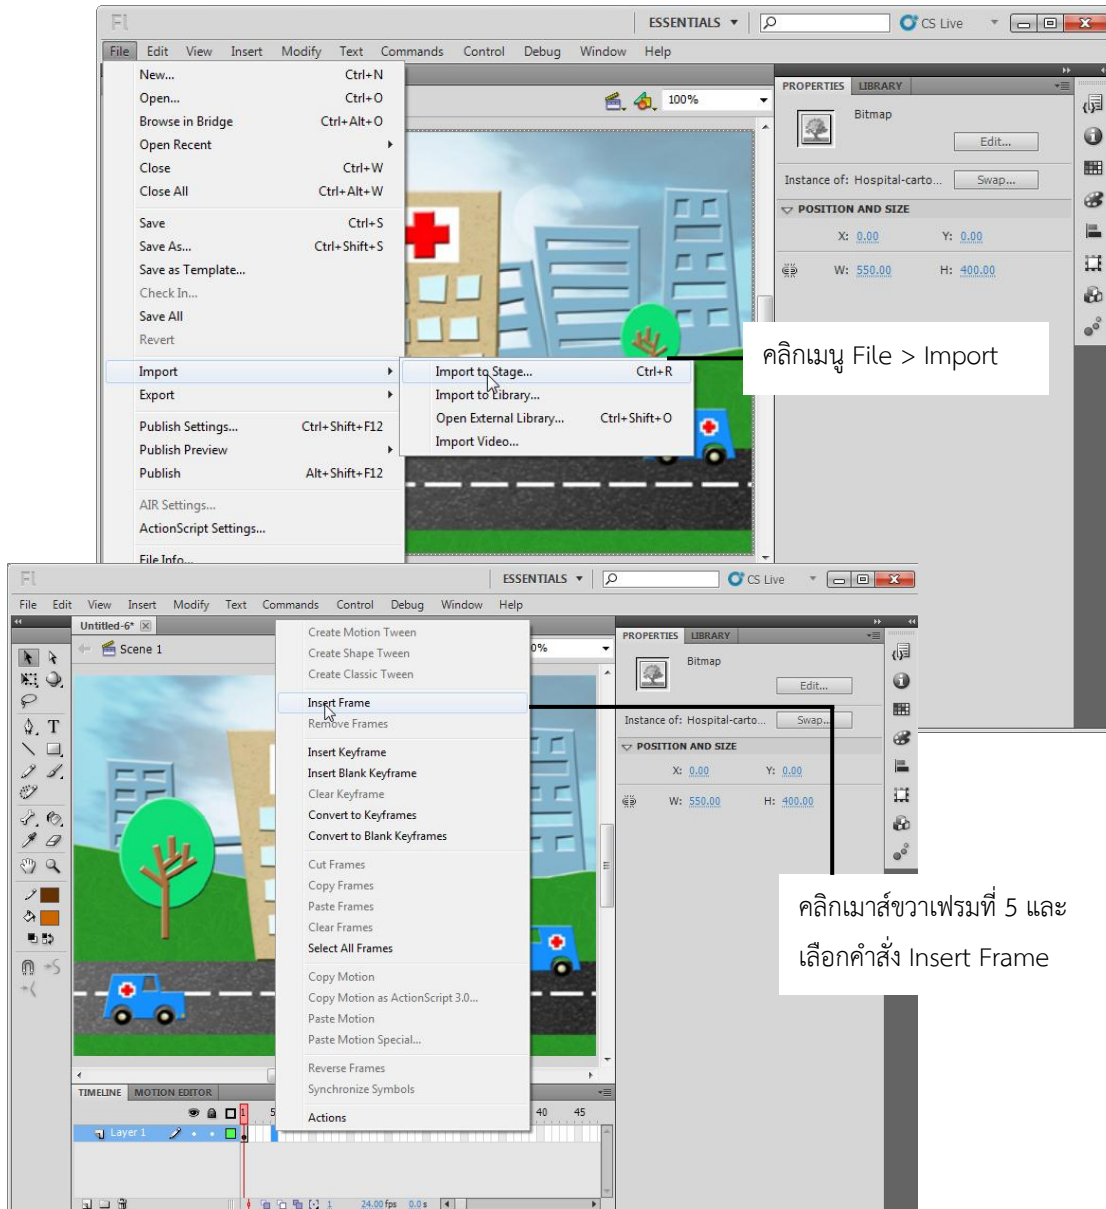 Fl
ESSENTIALS
CS Live
File Edit View Insert Modify Text Commands Control Debug Window Help
New... Ctrl+N
Open... Ctrl+O
Browse in Bridge Ctrl+Alt+O
Open Recent
Close Ctrl+W
Close All Ctrl+Alt+W
Save Ctrl+S
Save As... Ctrl+Shift+S
Save as Template...
Check In...
Save All
Revert
Import
Export
Publish Settings... Ctrl+Shift+F12
Publish Preview
Publish Alt+Shift+F12
AIR Settings...
ActionScript Settings...
File Info...
Import to Stage... Ctrl+R
Import to Library...
Open External Library... Ctrl+Shift+O
Import Video...
100%
PROPERTIES LIBRARY
Bitmap
Edit...
Instance of: Hospital-carto... Swap...
POSITION AND SIZE
X: 0.00 Y: 0.00
W: 550.00 H: 400.00
คลิกเมนู File > Import
Fl
ESSENTIALS
CS Live
File Edit View Insert Modify Text Commands Control Debug Window Help
Untitled-6*
Scene 1
0%
Create Motion Tween
Create Shape Tween
Create Classic Tween
Insert Frame
Remove Frames
Insert Keyframe
Insert Blank Keyframe
Clear Keyframe
Convert to Keyframes
Convert to Blank Keyframes
Cut Frames
Copy Frames
Paste Frames
Clear Frames
Select All Frames
Copy Motion
Copy Motion as ActionScript 3.0...
Paste Motion
Paste Motion Special...
Reverse Frames
Synchronize Symbols
Actions
PROPERTIES LIBRARY
Bitmap
Edit...
Instance of: Hospital-carto... Swap...
POSITION AND SIZE
X: 0.00 Y: 0.00
W: 550.00 H: 400.00
คลิกเมาส์ขวาเฟรมที่ 5 และ
เลือกคำสั่ง Insert Frame
TIMELINE MOTION EDITOR
1 5 40 45
Layer 1
1 24.00 fps 0.0 s